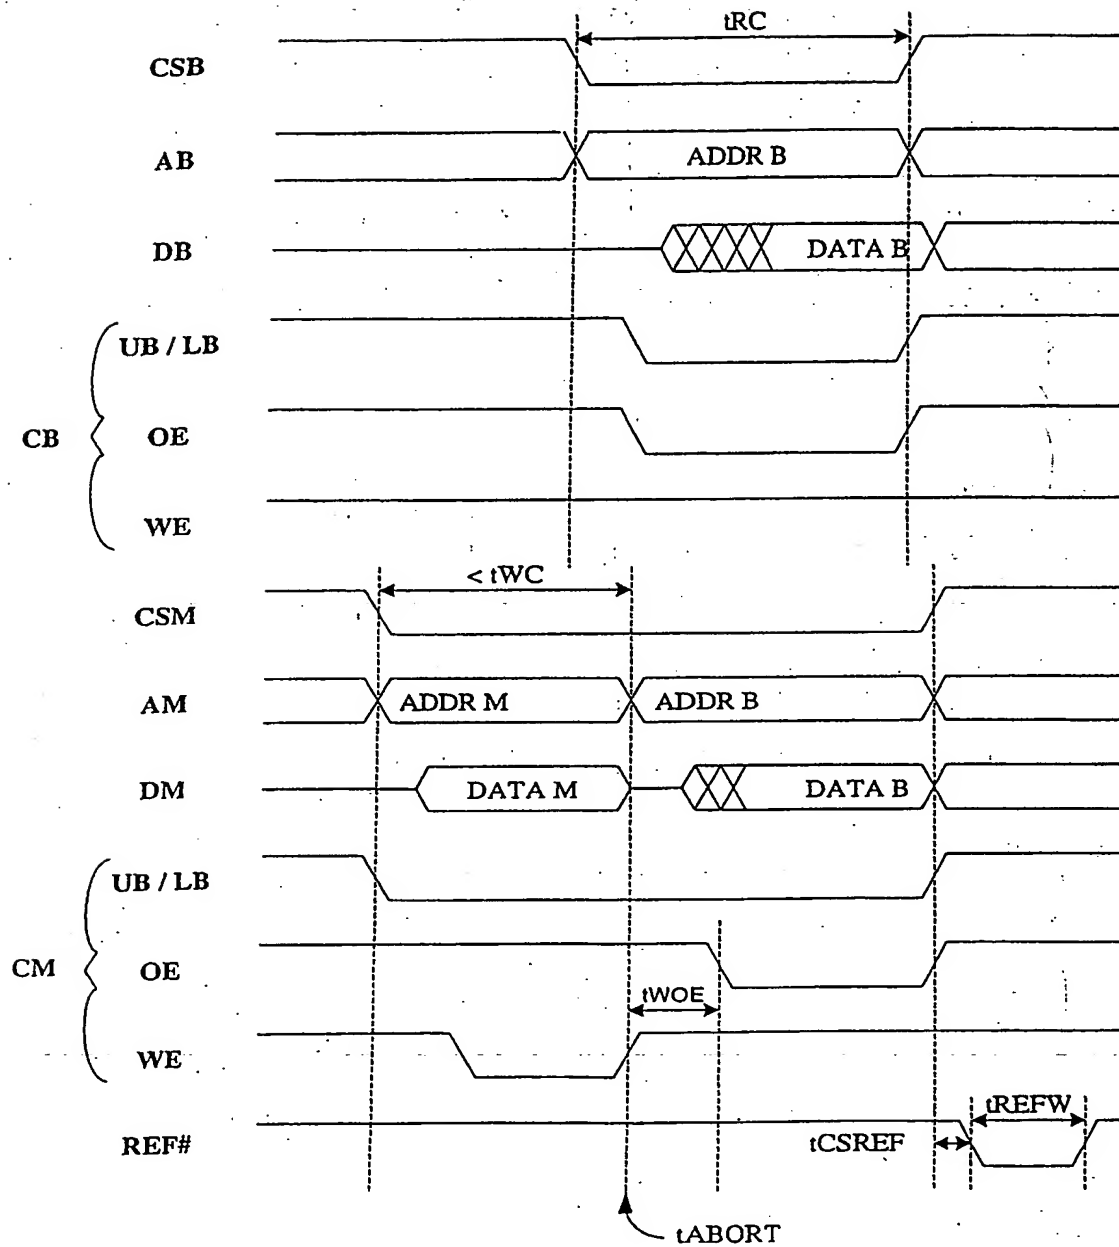 tRC
CSB
AB ADDR B
DB DATA B
UB / LB
CB OE
WE
< tWC
CSM
AM ADDR M ADDR B
DM DATA M DATA B
UB / LB
CM OE
tWOE
WE
tREFW
REF# tCSREF
tABORT